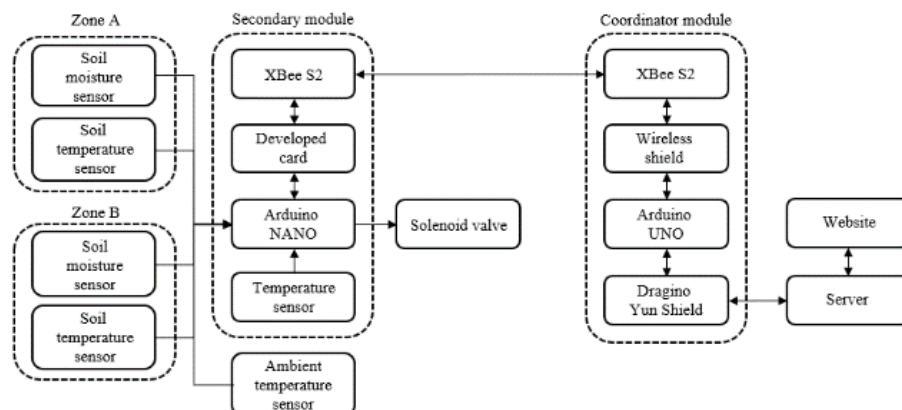 Zone A
Soil
moisture
sensor
Soil
temperature
sensor
Zone B
Soil
moisture
sensor
Soil
temperature
sensor
Secondary module
XBee S2
Developed
card
Arduino
NANO
Temperature
sensor
Ambient
temperature
sensor
Solenoid valve
Coordinator module
XBee S2
Wireless
shield
Arduino
UNO
Dragino
Yun Shield
Website
Server